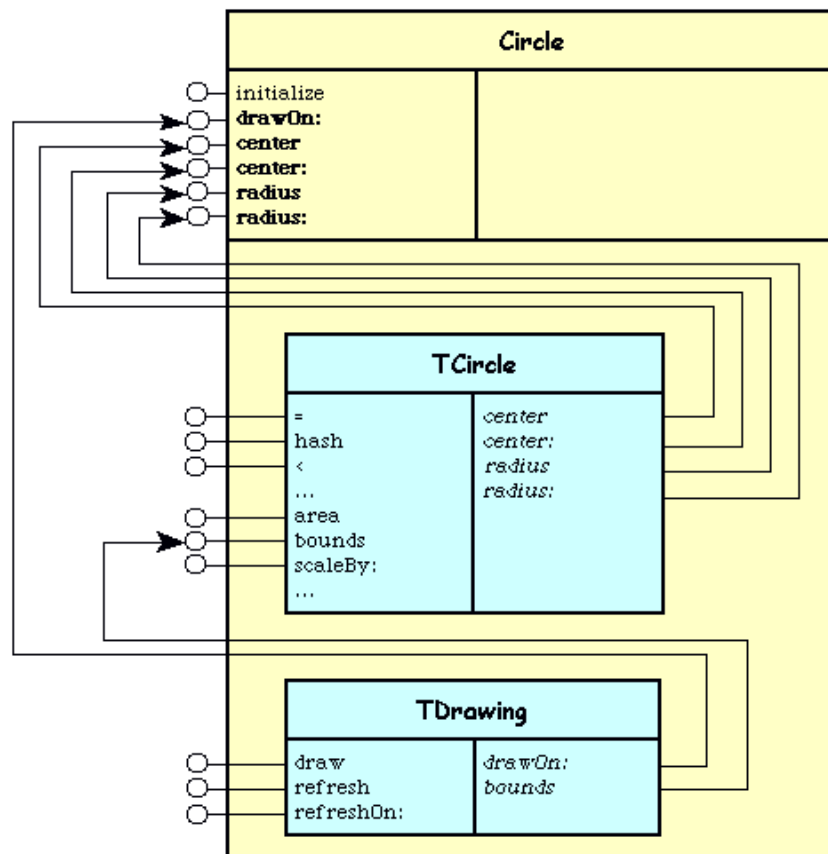 Circle
initialize
drawOn:
center
center:
radius
radius:
TCircle
=
hash
<
...
area
bounds
scaleBy:
...
center
center:
radius
radius:
TDrawing
draw
refresh
refreshOn:
drawOn:
bounds